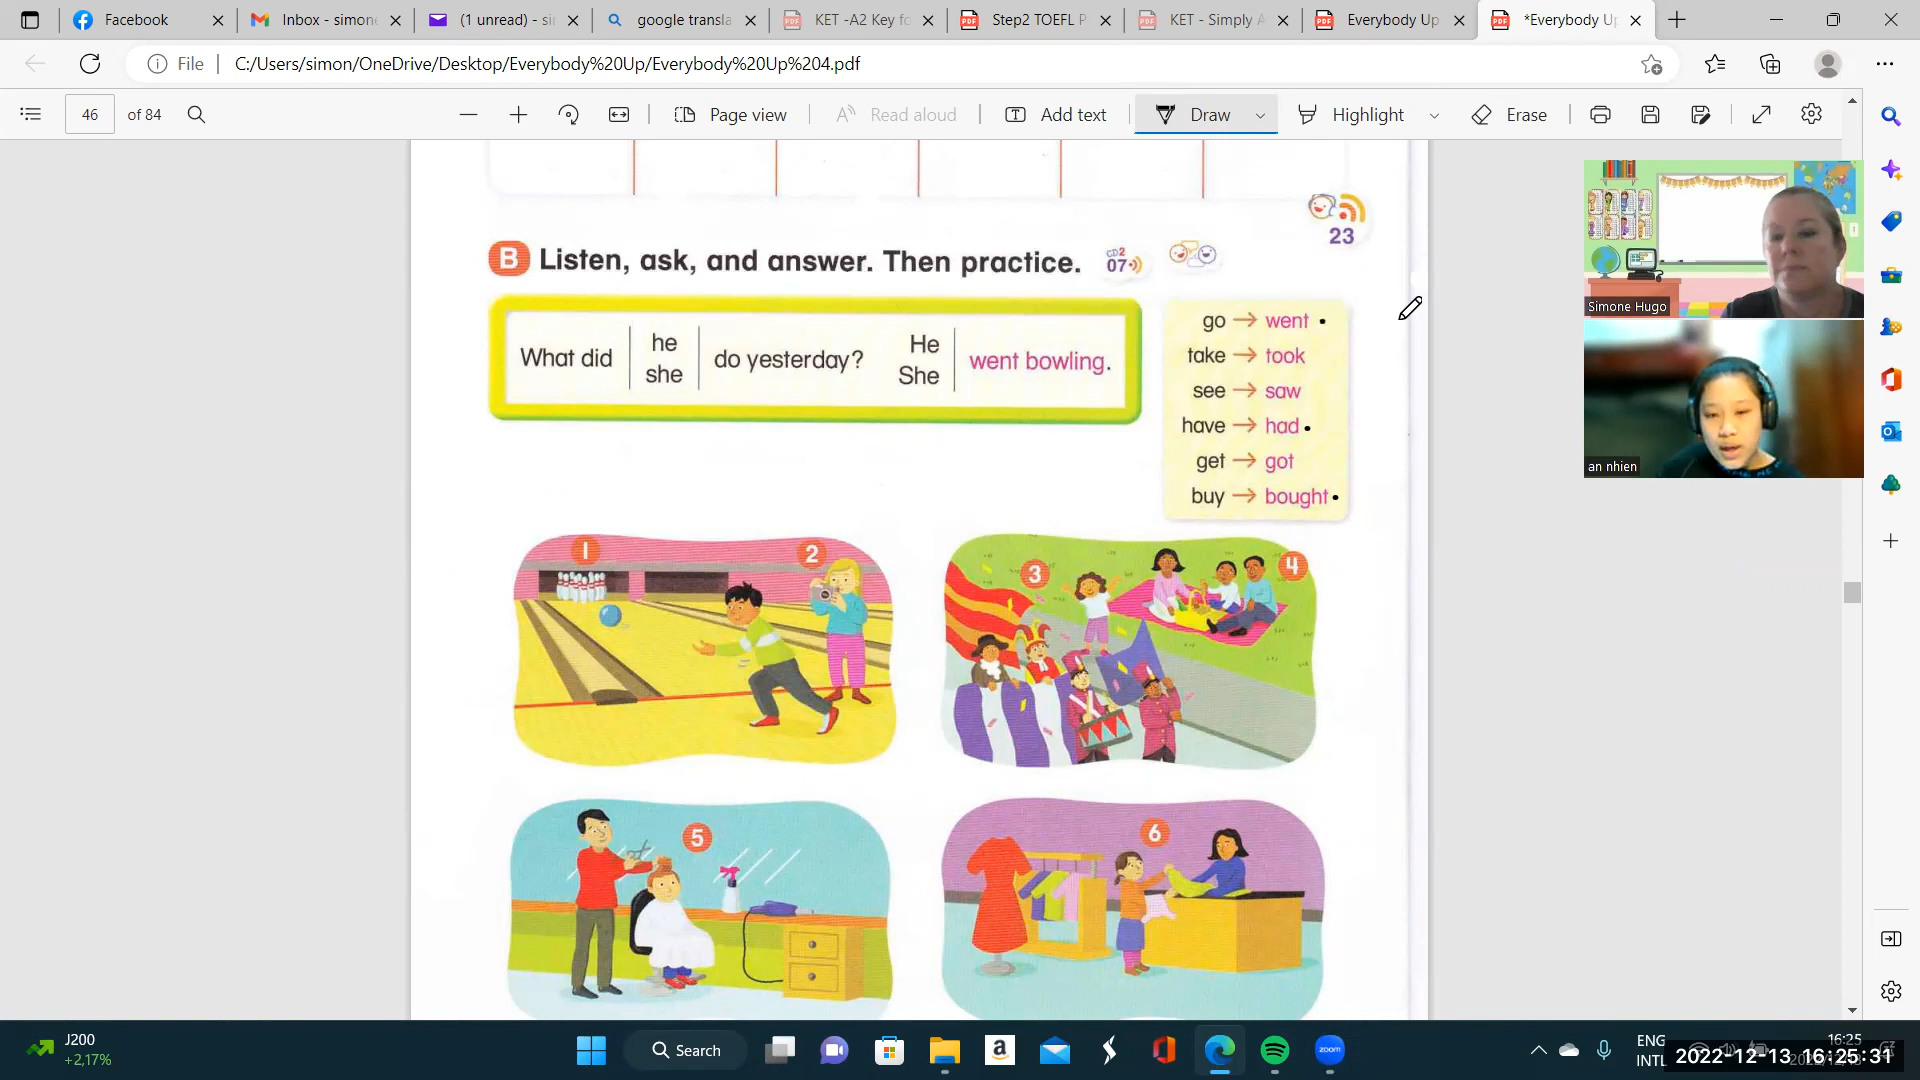 Facebook
Inbox - simone
(1 unread) - si
google transla
KET -A2 Key fo
Step2 TOEFL P
KET - Simply A
Everybody Up
*Everybody Up
File
C:/Users/simon/OneDrive/Desktop/Everybody%20Up/Everybody%20Up%204.pdf
46 of 84
Page view
Read aloud
Add text
Draw
Highlight
Erase
23
B Listen, ask, and answer. Then practice. CD2 07
What did he she do yesterday? He She went bowling.
go → went
take → took
see → saw
have → had
get → got
buy → bought
1
2
3
4
5
6
Simone Hugo
an nhien
J200
+2,17%
Search
a
zoom
ENG
INTL
16:25
2022-12-13 16:25:31